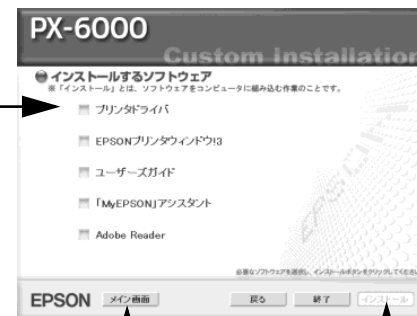 PX-6000
Custom Installation
インストールするソフトウェア
※「インストール」とは、ソフトウェアをコンピュータに組み込む作業のことです。
プリンタドライバ
EPSONプリンタウィンドウ!3
ユーザーズガイド
「MyEPSON」アシスタント
Adobe Reader
必要なソフトウェアを選択し、インストールボタンをクリックしてください
EPSON メイン画面 戻る 終了 インストール